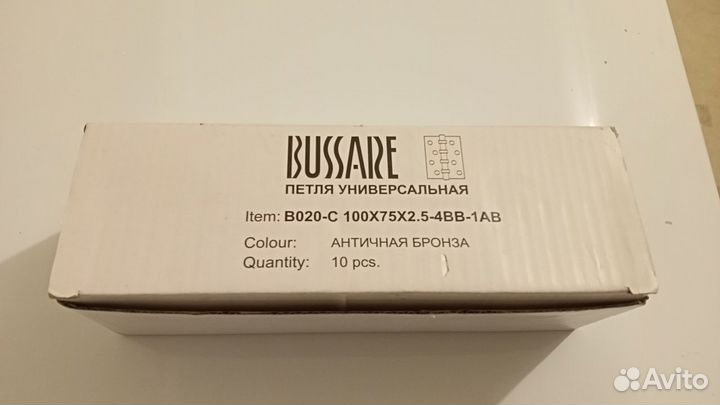 BUSSARE
ПЕТЛЯ УНИВЕРСАЛЬНАЯ
Item: B020-C 100X75X2.5-4BB-1AB
Colour: АНТИЧНАЯ БРОНЗА
Quantity: 10 pcs.
Avito